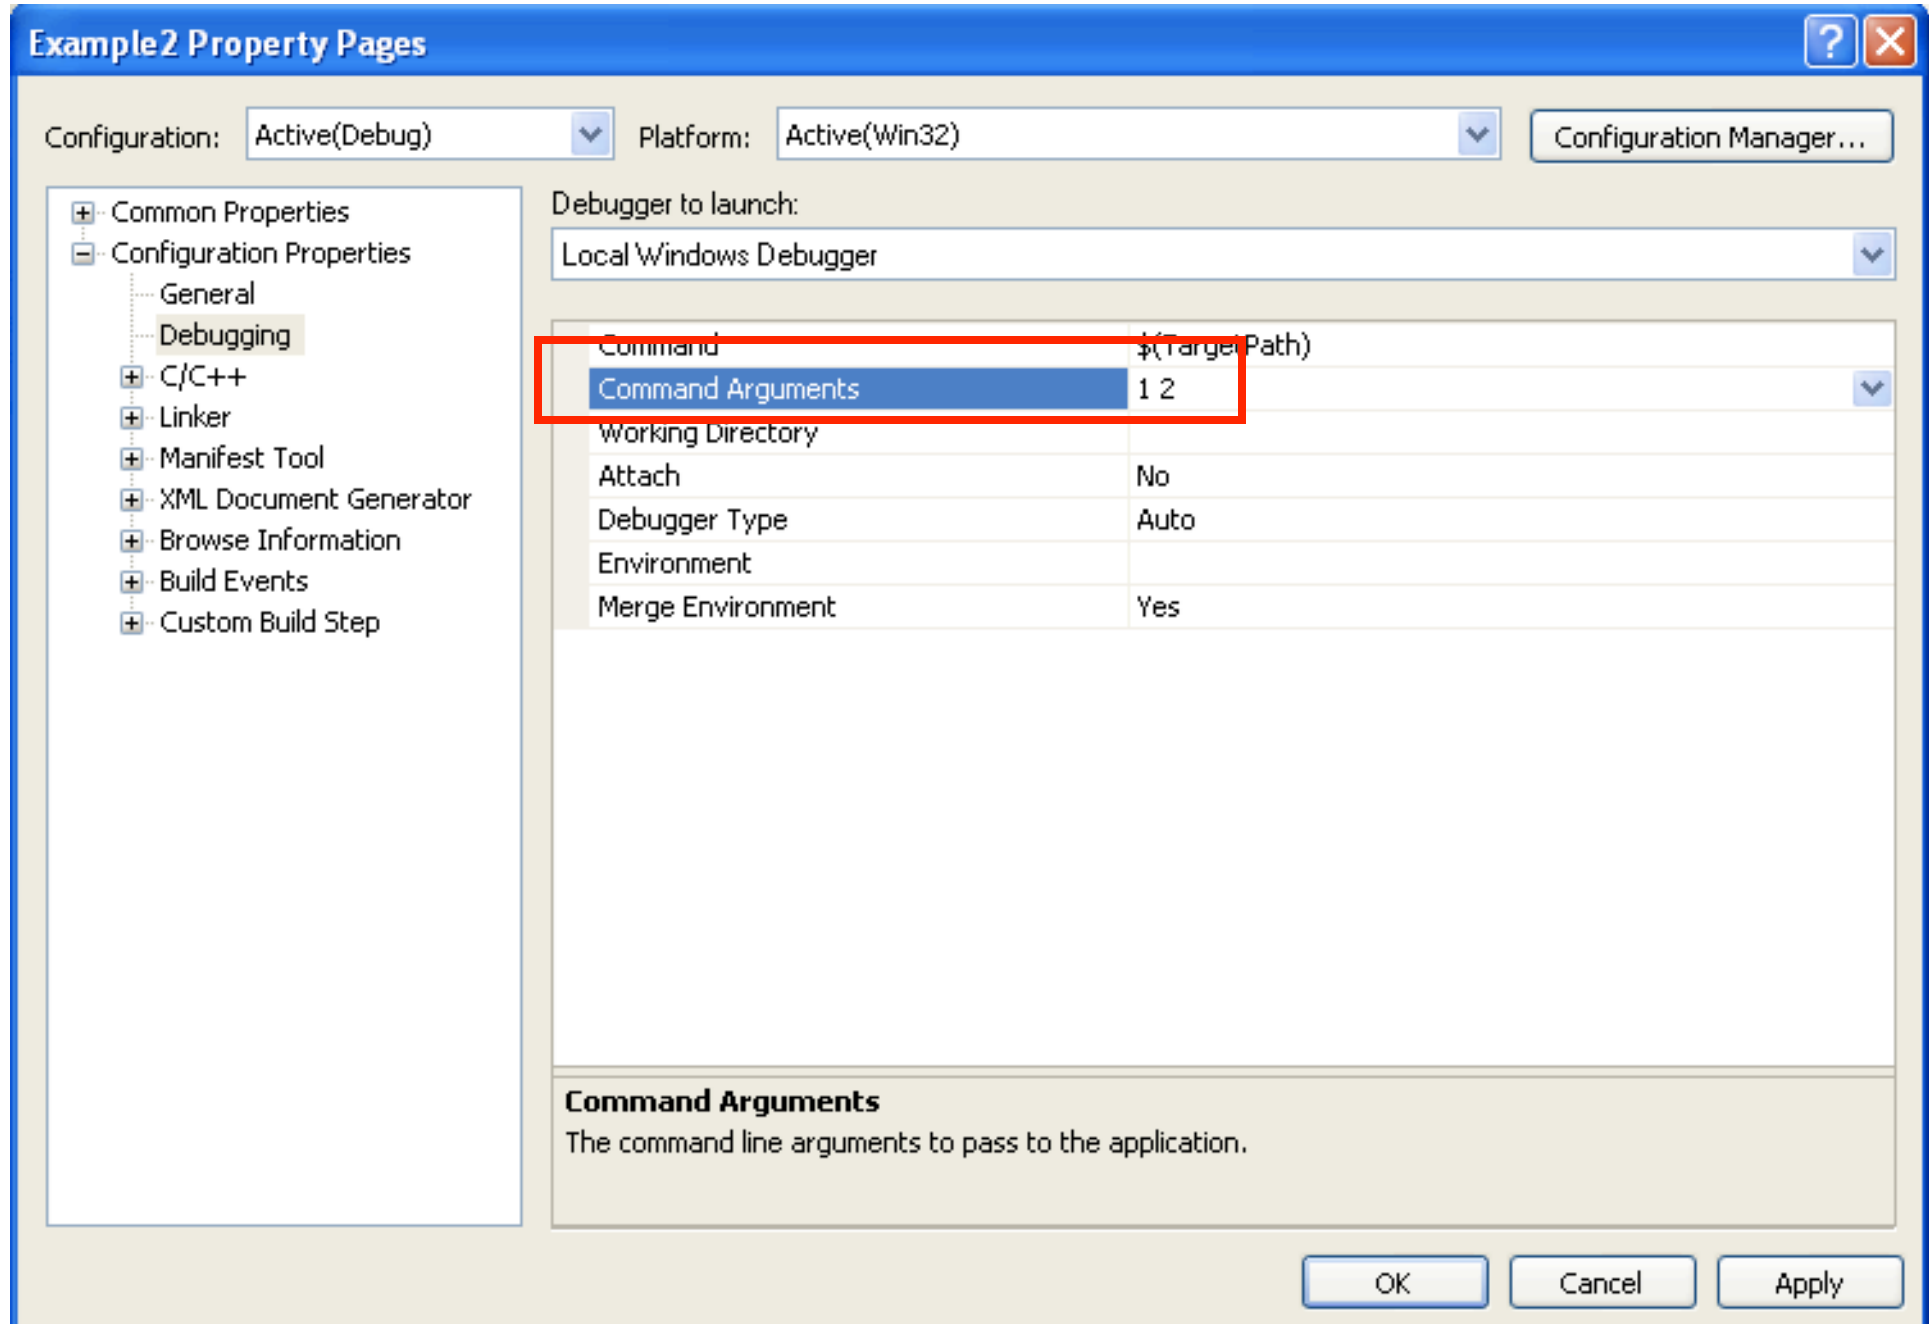 Example2 Property Pages
Configuration: Active(Debug) Platform: Active(Win32) Configuration Manager...
Common Properties
Configuration Properties
General
Debugging
C/C++
Linker
Manifest Tool
XML Document Generator
Browse Information
Build Events
Custom Build Step
Debugger to launch:
Local Windows Debugger
Command $(TargetPath)
Command Arguments 1 2
Working Directory
Attach No
Debugger Type Auto
Environment
Merge Environment Yes
Command Arguments
The command line arguments to pass to the application.
OK Cancel Apply